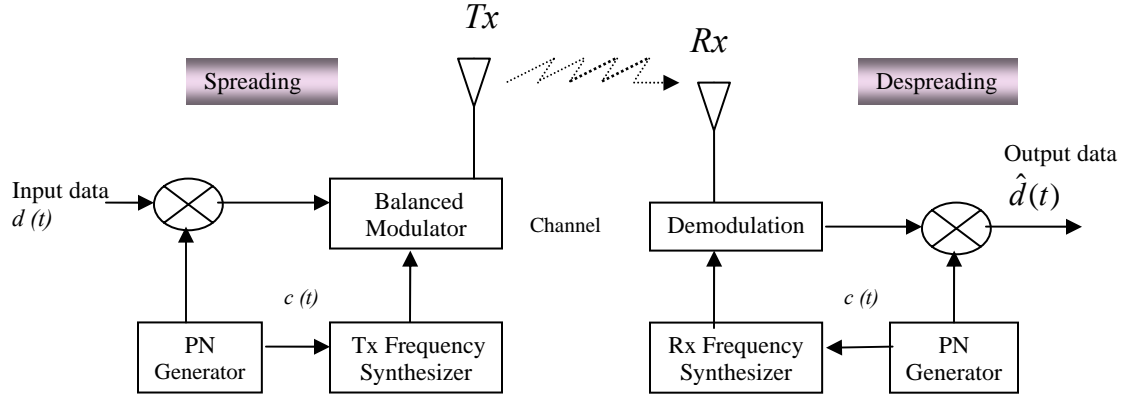 Tx
Rx
Spreading
Despreading
Input data
d (t)
Balanced
Modulator
Channel
Demodulation
Output data
d̂(t)
c (t)
c (t)
PN
Generator
Tx Frequency
Synthesizer
Rx Frequency
Synthesizer
PN
Generator